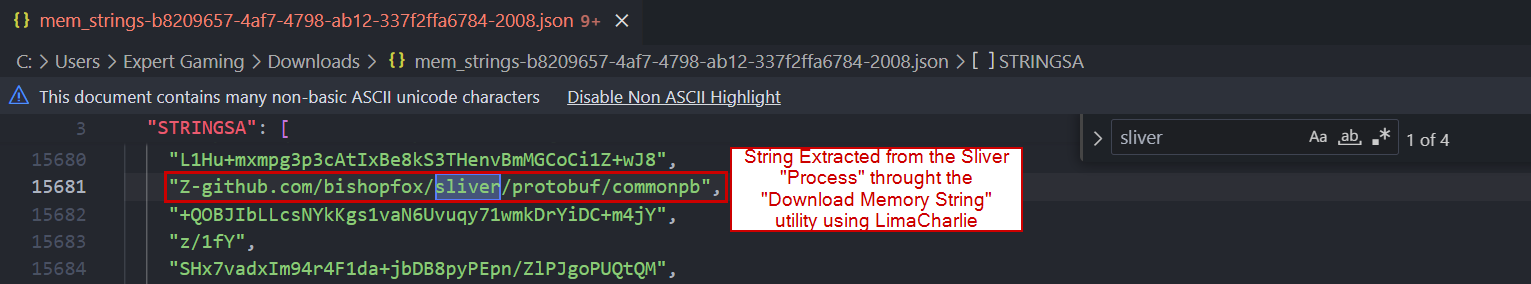 {} mem_strings-b8209657-4af7-4798-ab12-337f2ffa6784-2008.json 9+ ×
C: > Users > Expert Gaming > Downloads > {} mem_strings-b8209657-4af7-4798-ab12-337f2ffa6784-2008.json > [ ] STRINGSA
This document contains many non-basic ASCII unicode characters Disable Non ASCII Highlight
3 "STRINGSA": [
> sliver Aa ab .* 1 of 4
15680 "L1Hu+mxmpg3p3cAtIxBe8kS3THenvBmMGCoCi1Z+wJ8",
15681 "Z-github.com/bishopfox/sliver/protobuf/commonpb",
15682 "+QOBJIbLLcsNYkKgs1vaN6Uvuqy71wmkDrYiDC+m4jY",
15683 "z/1fY",
15684 "SHx7vadxIm94r4F1da+jbDB8pyPEpn/ZlPJgoPUQtQM",
String Extracted from the Sliver
"Process" throught the
"Download Memory String"
utility using LimaCharlie